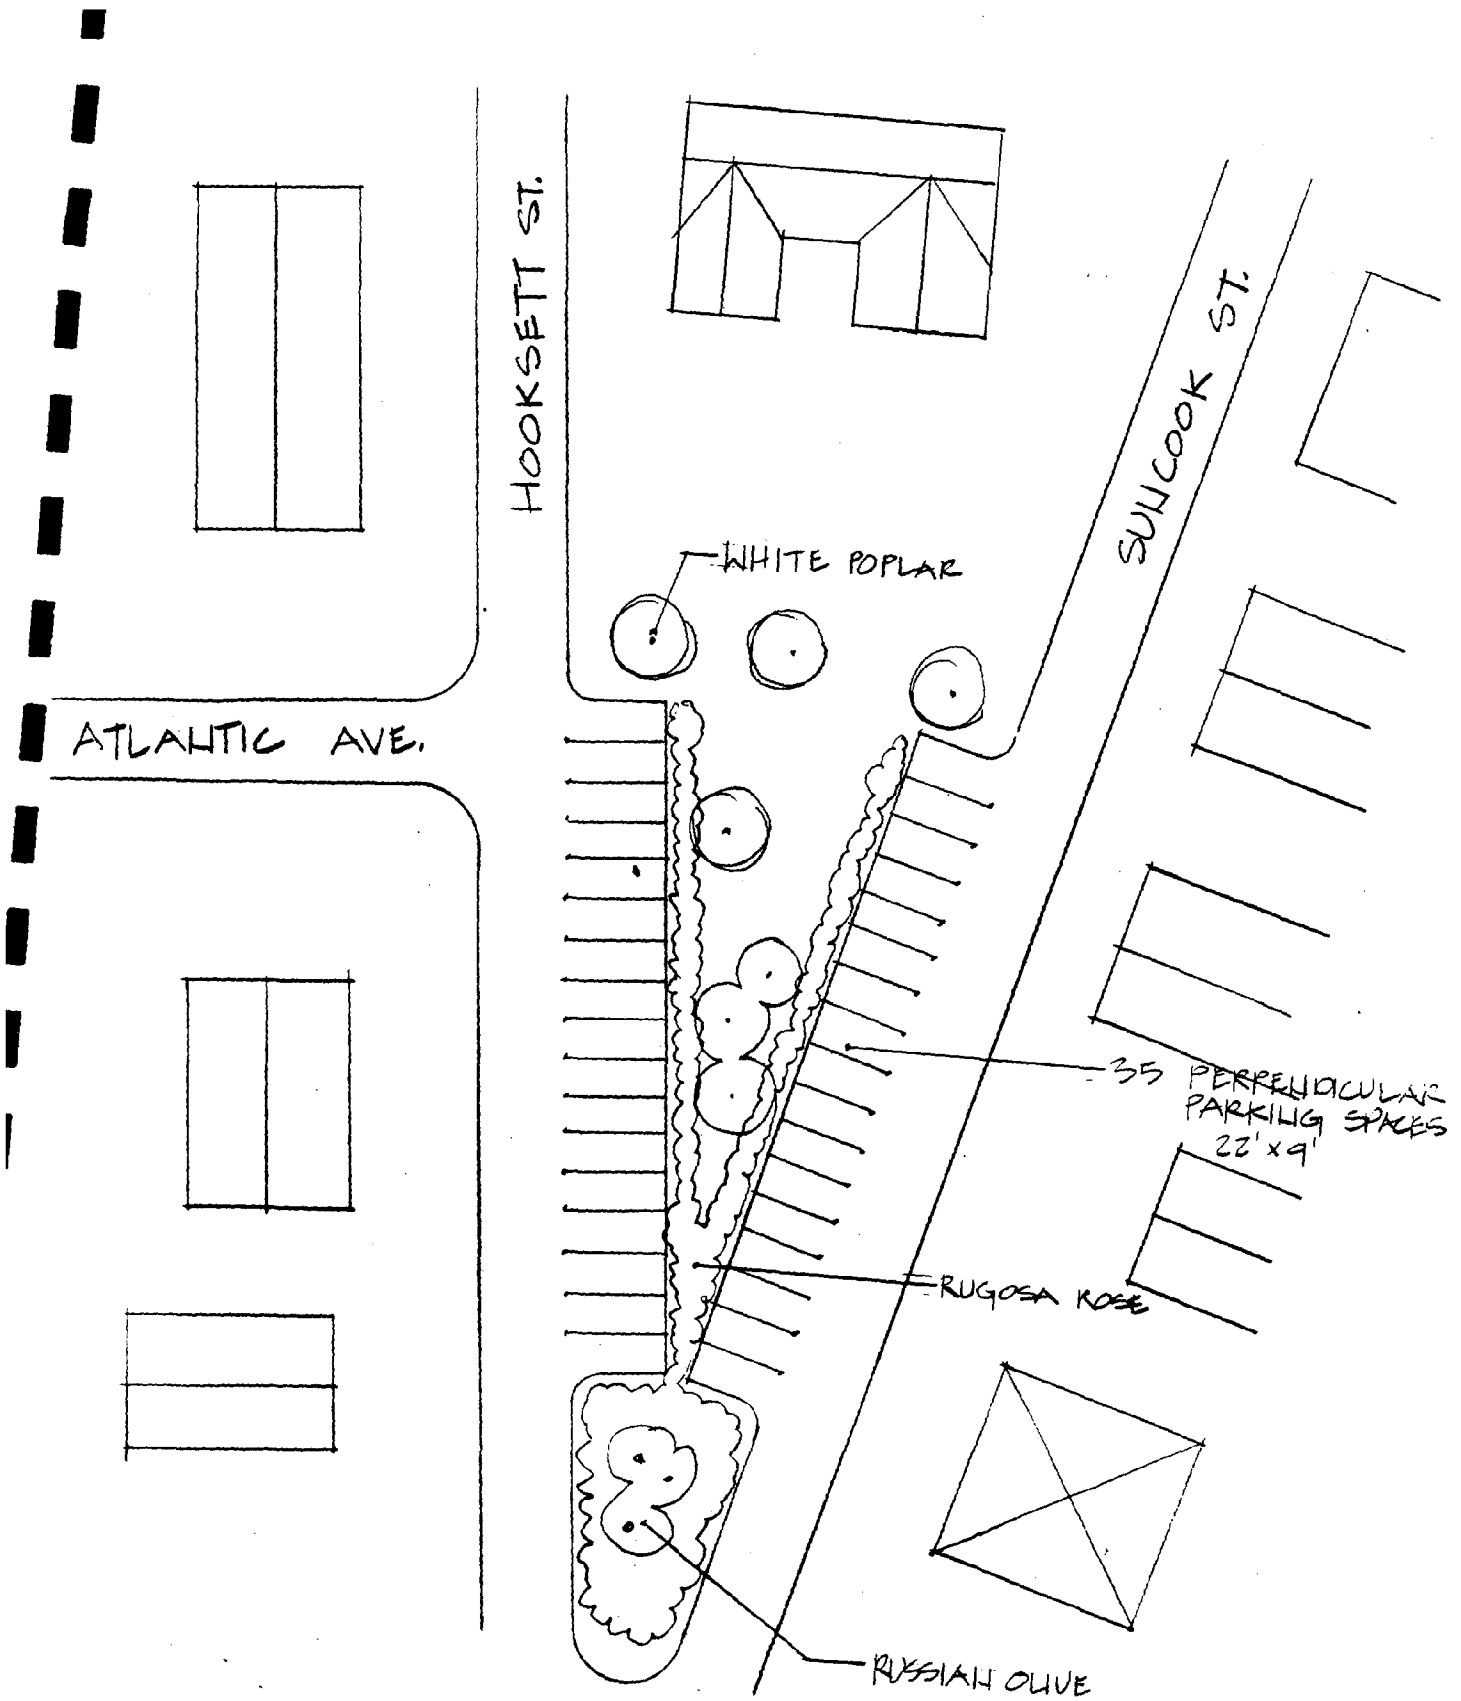 HOOKSETT ST.
SUNCOOK ST.
WHITE POPLAR
ATLANTIC AVE.
35 PERPENDICULAR
PARKING SPACES
22' x 9'
RUGOSA ROSE
RUSSIAN OLIVE